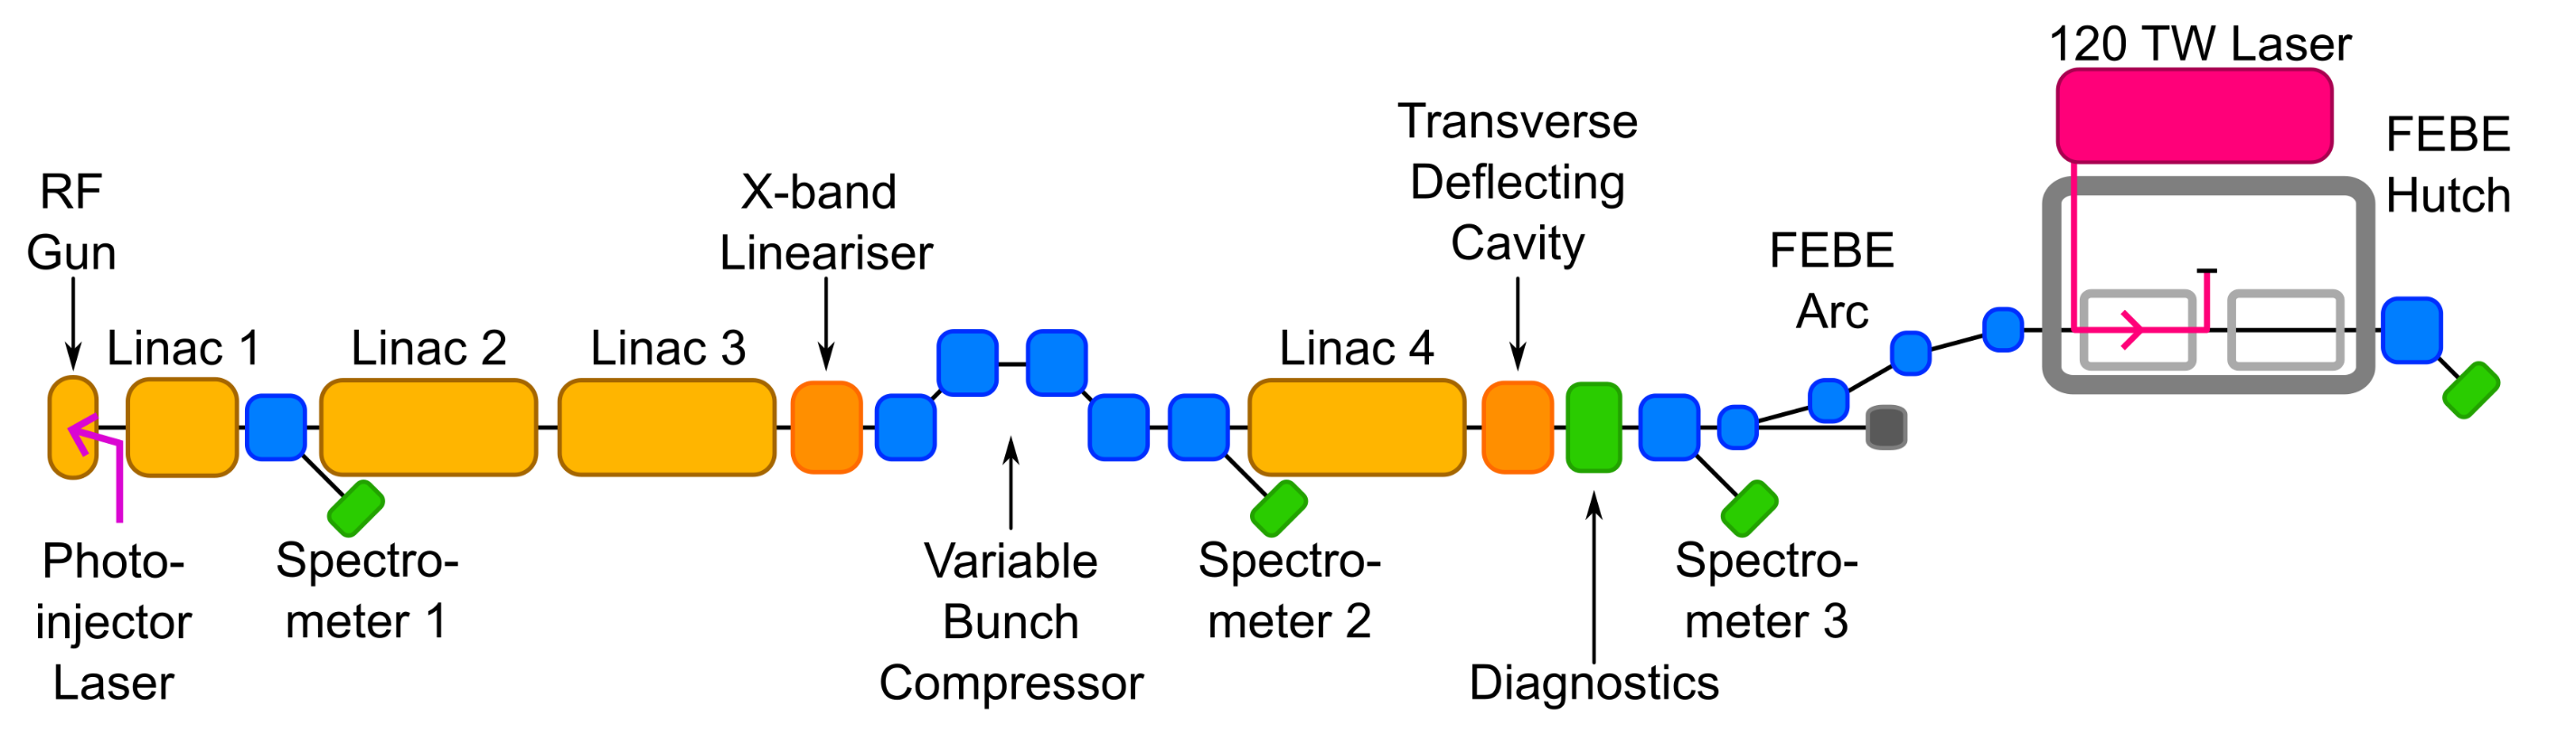 RF
Gun
Linac 1
Linac 2
Linac 3
X-band
Lineariser
Linac 4
Transverse
Deflecting
Cavity
FEBE
Arc
120 TW Laser
FEBE
Hutch
Photo-
injector
Laser
Spectro-
meter 1
Variable
Bunch
Compressor
Spectro-
meter 2
Diagnostics
Spectro-
meter 3